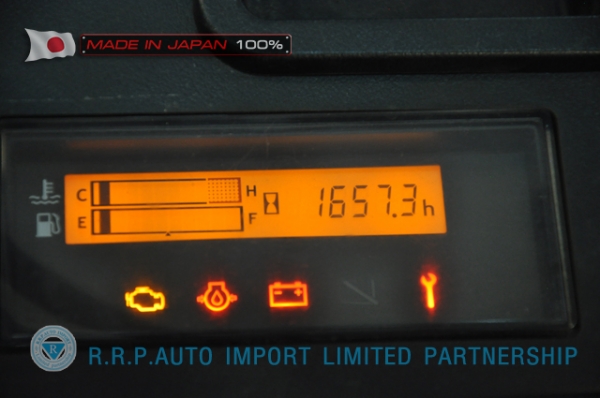 MADE IN JAPAN 100%
C H 1657.3h
E F
R R.R.P.AUTO IMPORT LIMITED PARTNERSHIP